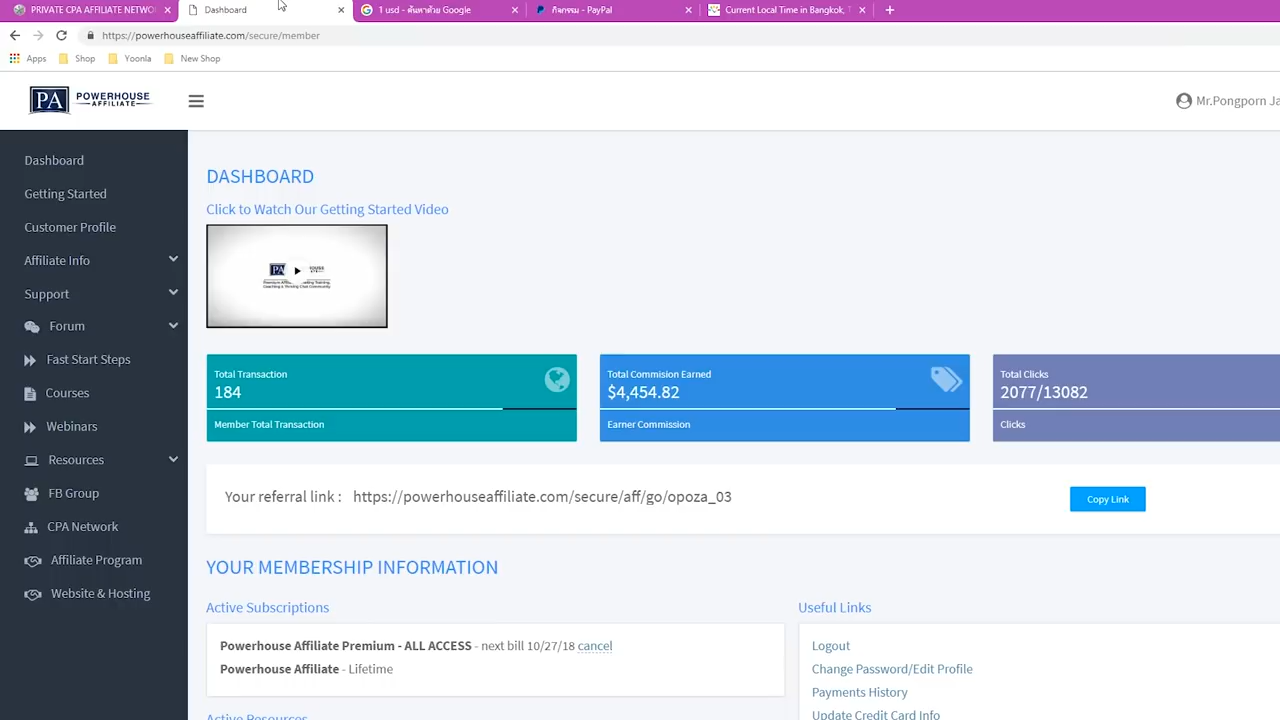 PRIVATE CPA AFFILIATE NETWOR
Dashboard
1 usd - ค้นหาด้วย Google
กิจกรรม - PayPal
Current Local Time in Bangkok, T
https://powerhouseaffiliate.com/secure/member
Apps
Shop
Yoonla
New Shop
PA POWERHOUSE
AFFILIATE
Mr.Pongporn Ja
Dashboard
Getting Started
Customer Profile
Affiliate Info
Support
Forum
Fast Start Steps
Courses
Webinars
Resources
FB Group
CPA Network
Affiliate Program
Website & Hosting
DASHBOARD
Click to Watch Our Getting Started Video
PA
Total Transaction
184
Member Total Transaction
Total Commision Earned
$4,454.82
Earner Commission
Total Clicks
2077/13082
Clicks
Your referral link : https://powerhouseaffiliate.com/secure/aff/go/opoza_03
Copy Link
YOUR MEMBERSHIP INFORMATION
Active Subscriptions
Powerhouse Affiliate Premium - ALL ACCESS - next bill 10/27/18 cancel
Powerhouse Affiliate - Lifetime
Active Resources
Useful Links
Logout
Change Password/Edit Profile
Payments History
Update Credit Card Info